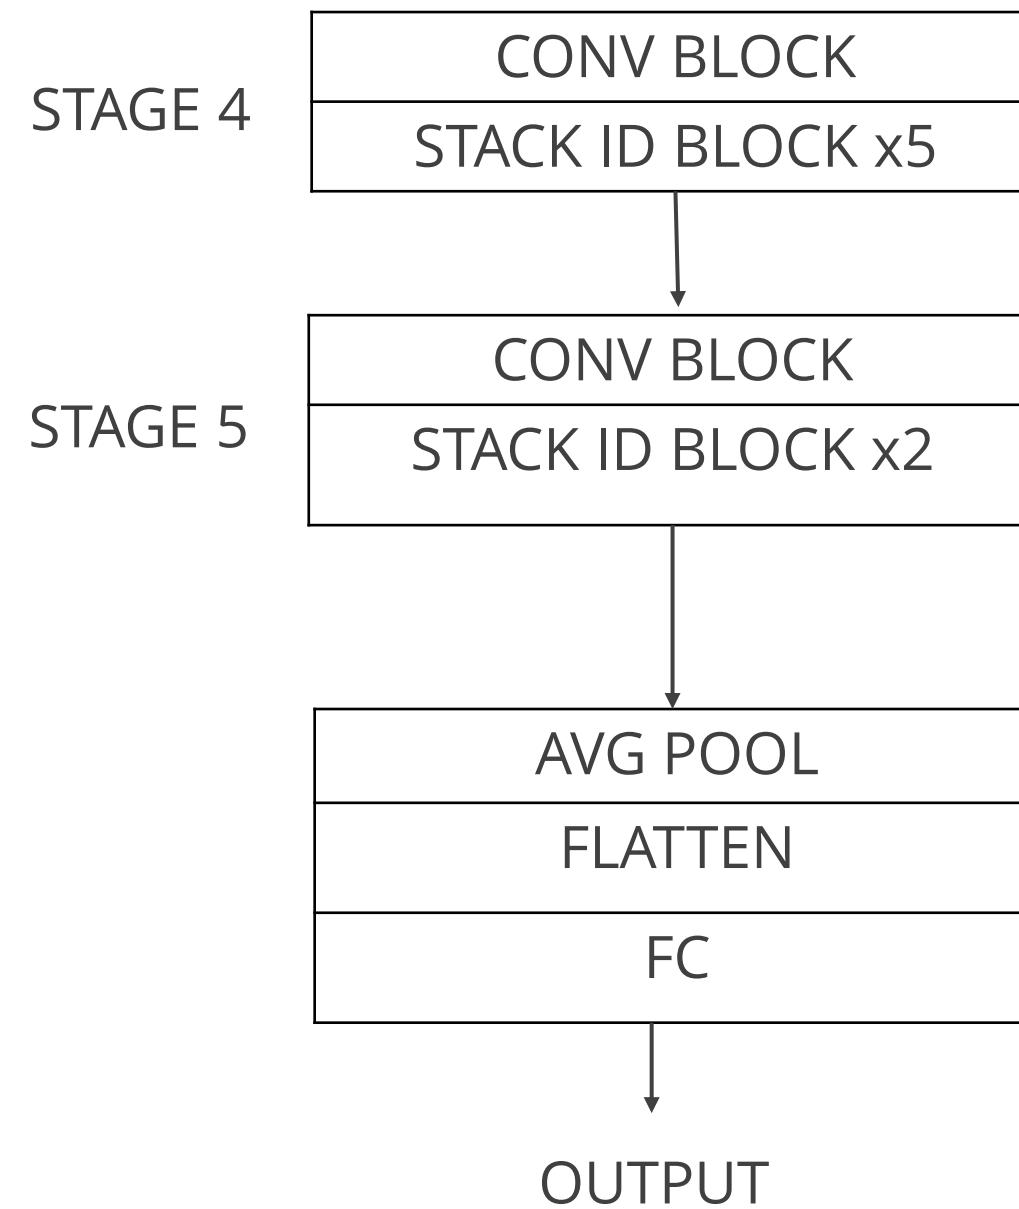 CONV BLOCK
STAGE 4
STACK ID BLOCK x5
CONV BLOCK
STAGE 5
STACK ID BLOCK x2
AVG POOL
FLATTEN
FC
OUTPUT